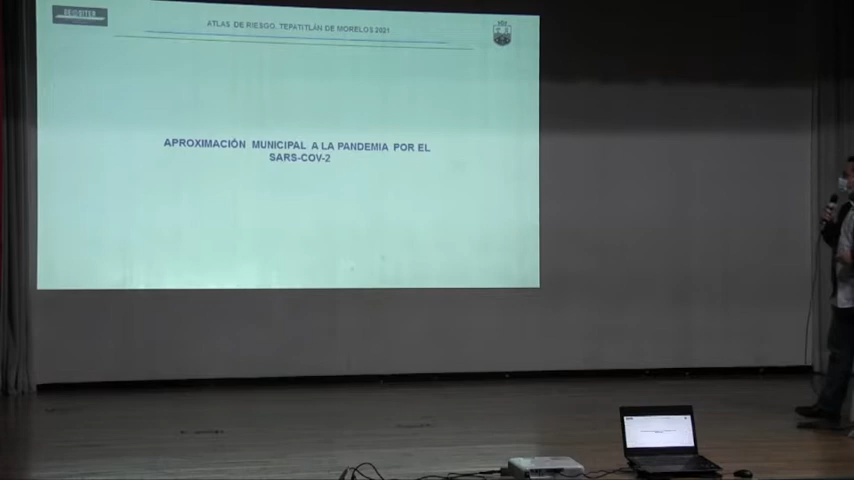 ATLAS DE RIESGO. TEPATITLÁN DE MORELOS 2021
APROXIMACIÓN MUNICIPAL A LA PANDEMIA POR EL
SARS-COV-2